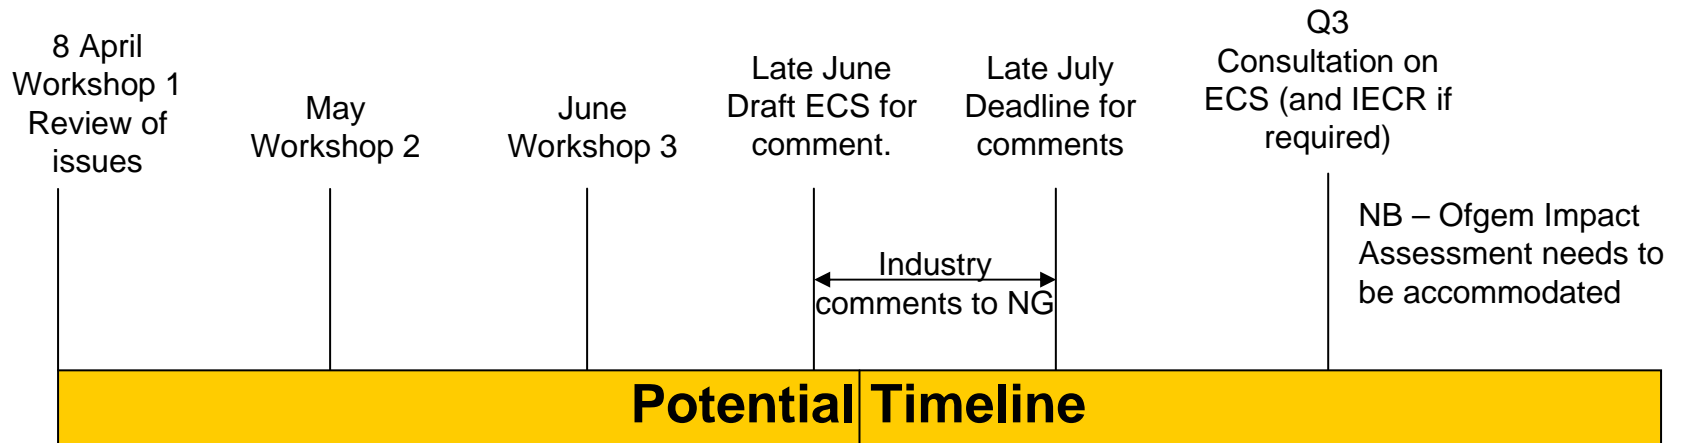 8 April
Workshop 1
Review of
issues
May
Workshop 2
June
Workshop 3
Late June
Draft ECS for
comment.
Late July
Deadline for
comments
Q3
Consultation on
ECS (and IECR if
required)
Industry
comments to NG
NB – Ofgem Impact
Assessment needs to
be accommodated
Potential Timeline